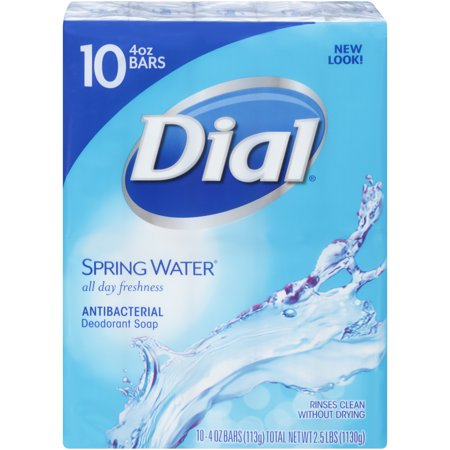 10 4oz
BARS
NEW
LOOK!
Dial®
SPRING WATER®
all day freshness
ANTIBACTERIAL
Deodorant Soap
RINSES CLEAN
WITHOUT DRYING
10-4 OZ BARS (113g) TOTAL NET WT 2.5 LBS (1130g)